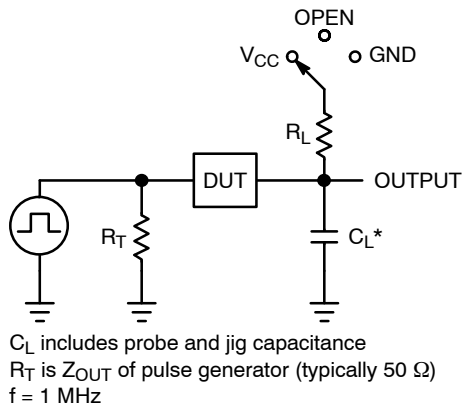 OPEN
V_CC GND
R_L
DUT OUTPUT
R_T C_L*
C_L includes probe and jig capacitance
R_T is Z_OUT of pulse generator (typically 50 Ω)
f = 1 MHz